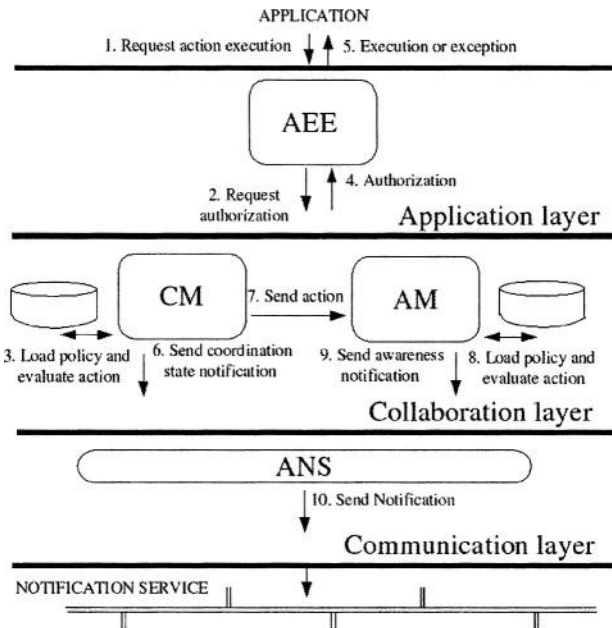 APPLICATION
1. Request action execution
5. Execution or exception
AEE
2. Request
authorization
4. Authorization
Application layer
CM
7. Send action
AM
3. Load policy and
evaluate action
6. Send coordination
state notification
9. Send awareness
notification
8. Load policy and
evaluate action
Collaboration layer
ANS
10. Send Notification
Communication layer
NOTIFICATION SERVICE